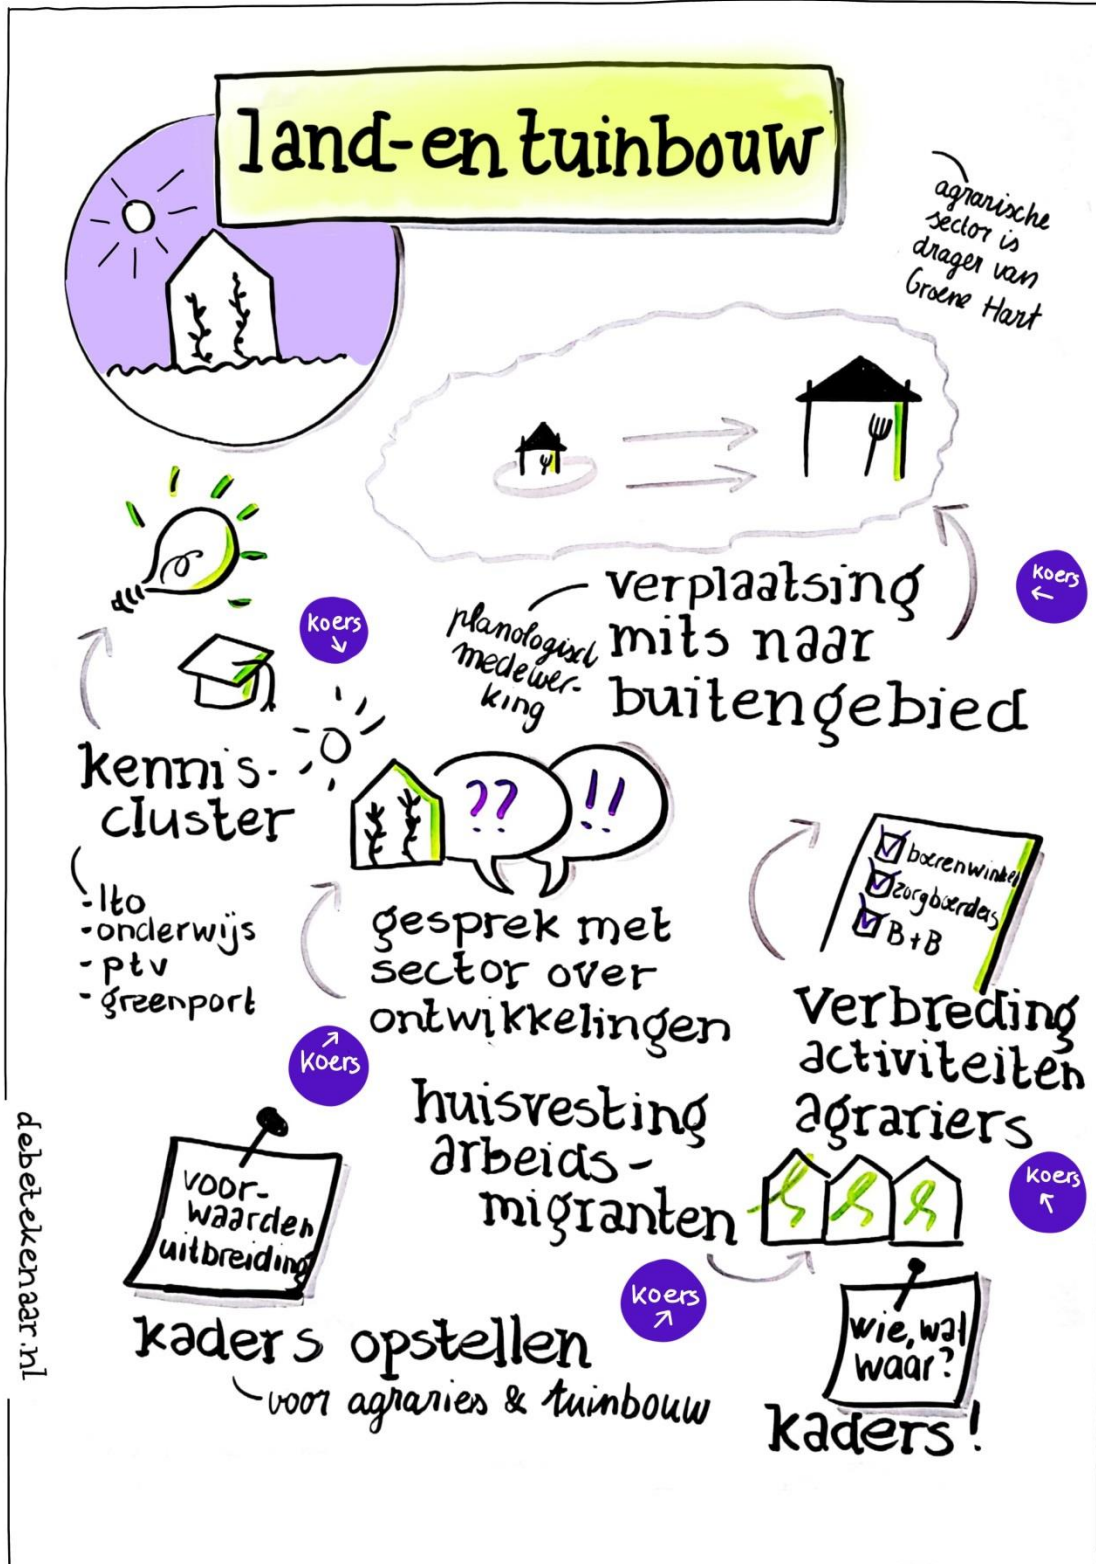 land-en tuinbouw
agrarische
sector is
drager van
Groene Hart
koers
verplaatsing
mits naar
buitengebied
planologisch
medewer-
king
koers
kennis-
cluster
-lto
-onderwijs
-ptv
-greenport
??
!!
gesprek met
sector over
ontwikkelingen
koers
boerenwinkel
zorgboerderij
B+B
verbreding
activiteiten
agrariers
koers
huisvesting
arbeids-
migranten
koers
voor-
waarden
uitbreiding
kaders opstellen
voor agraries & tuinbouw
wie, wat
waar?
kaders!
debetekenaar.nl